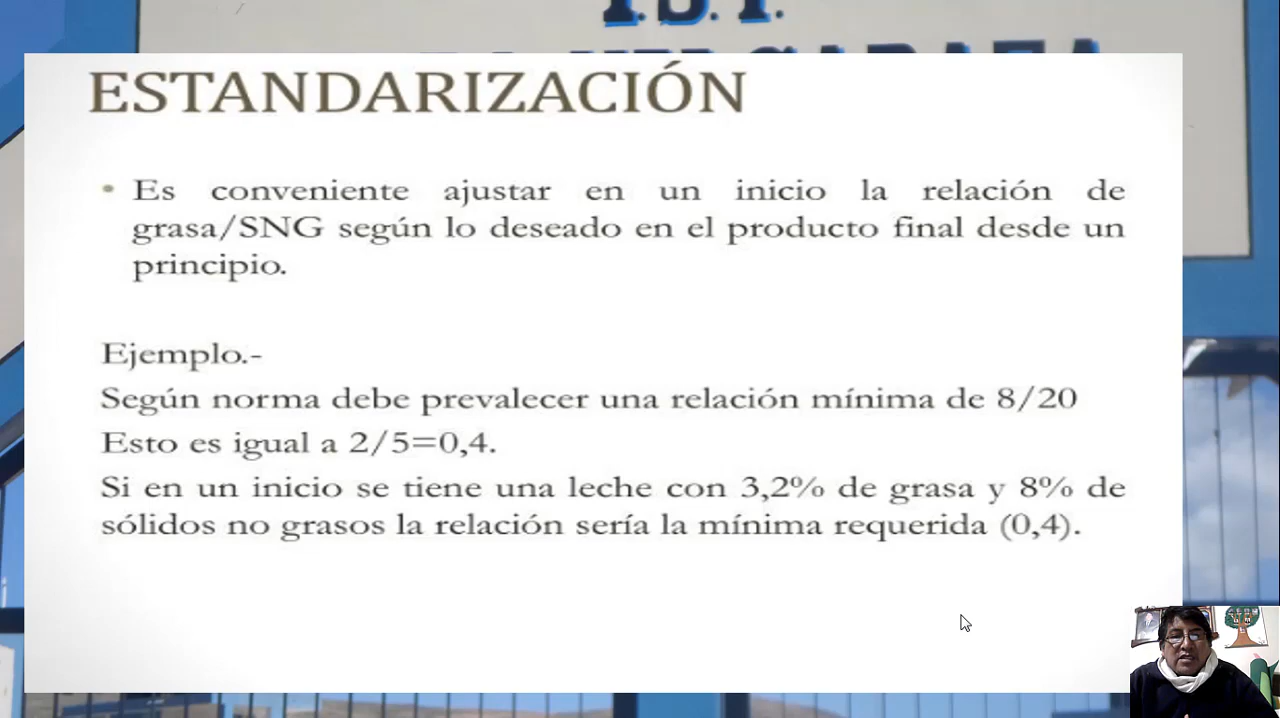 I.S.T.
ESTANDARIZACIÓN
• Es conveniente ajustar en un inicio la relación de
grasa/SNG según lo deseado en el producto final desde un
principio.
Ejemplo.-
Según norma debe prevalecer una relación mínima de 8/20
Esto es igual a 2/5=0,4.
Si en un inicio se tiene una leche con 3,2% de grasa y 8% de
sólidos no grasos la relación sería la mínima requerida (0,4).